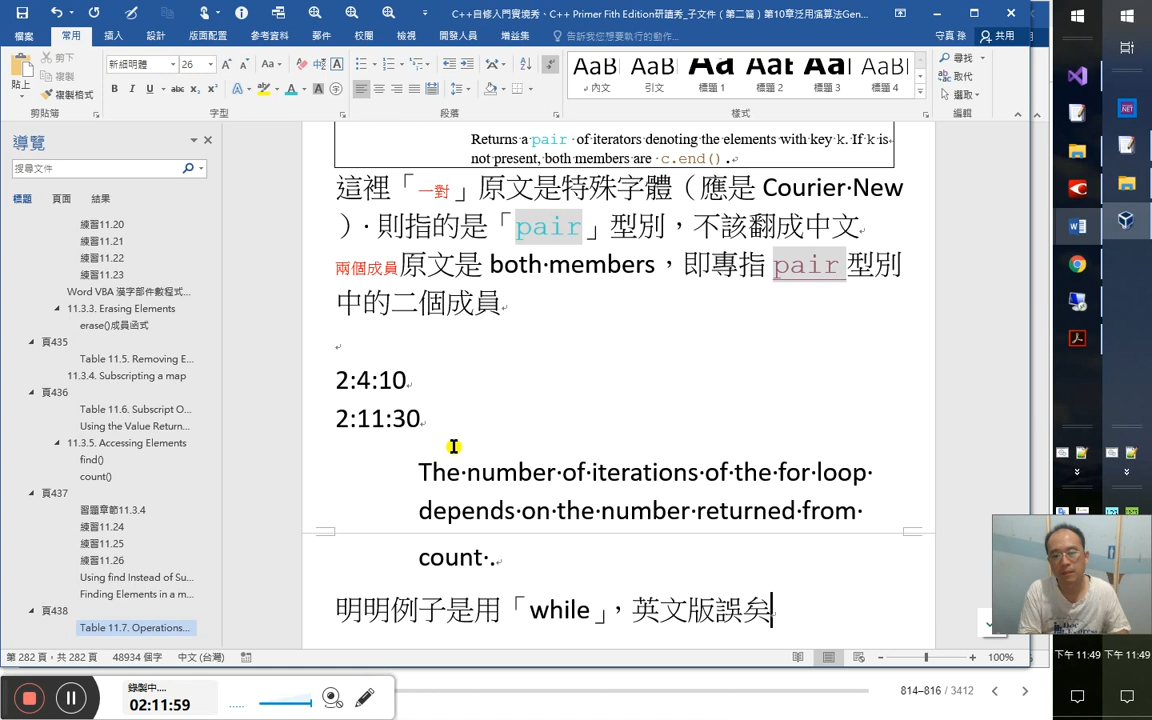 C++自修入門實境秀、C++ Primer Fith Edition研讀秀_子文件（第二篇）第10章泛用演算法Gen...
檔案 常用 插入 設計 版面配置 參考資料 郵件 校閱 檢視 開發人員 增益集 告訴我您想要執行的動作... 守真 孫 共用
貼上 剪下 複製 複製格式
新細明體 26
AaB AaBl AaB AaB AaB AaBl
內文 標題 標題 1 標題 2 標題 3 標題 4
尋找 取代 選取
剪貼簿 字型 段落 樣式 編輯
導覽
搜尋文件
標題 頁面 結果
練習11.20
練習11.21
練習11.22
練習11.23
Word VBA 漢字部件數程式...
11.3.3. Erasing Elements
erase()成員函式
頁435
Table 11.5. Removing E...
11.3.4. Subscripting a map
頁436
Table 11.6. Subscript O...
Using the Value Return...
11.3.5. Accessing Elements
find()
count()
頁437
習題章節11.3.4
練習11.24
練習11.25
練習11.26
Using find Instead of Su...
Finding Elements in a m...
頁438
Table 11.7. Operations...
Returns a pair of iterators denoting the elements with key k. If k is
not present, both members are c.end().
這裡「一對」原文是特殊字體（應是 Courier New
）. 則指的是「pair」型別，不該翻成中文
兩個成員原文是 both members，即專指 pair 型別
中的二個成員
2:4:10
2:11:30
The number of iterations of the for loop
depends on the number returned from
count .
明明例子是用「while」，英文版誤矣
第 282 頁，共 282 頁 48934 個字 中文 (台灣) 100%
錄製中....
02:11:59
814–816 / 3412
下午 11:49 下午 11:49